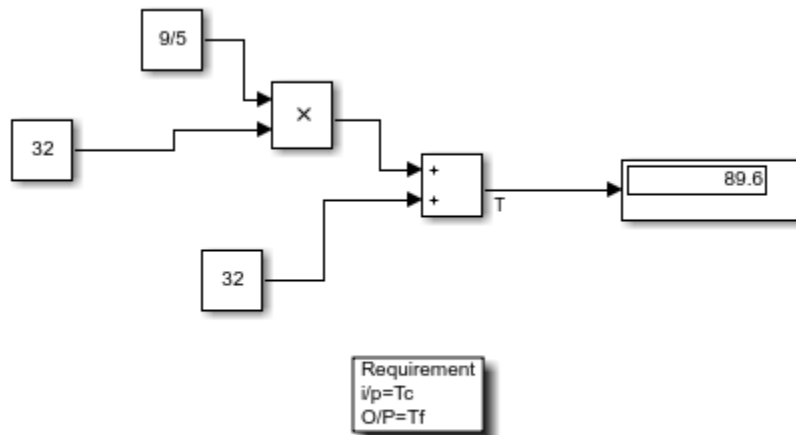 9/5
32
×
+
+
T
89.6
32
Requirement
i/p=Tc
O/P=Tf